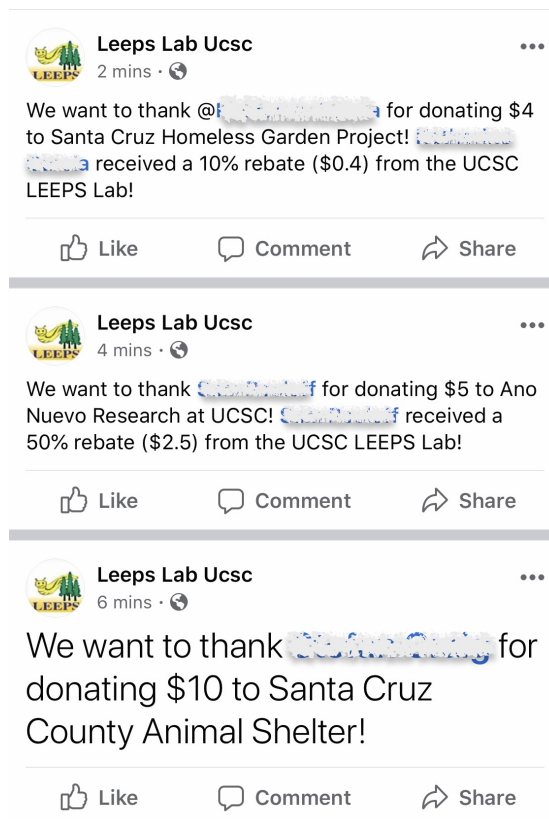 Leeps Lab Ucsc
2 mins ·
We want to thank @ for donating $4
to Santa Cruz Homeless Garden Project!
received a 10% rebate ($0.4) from the UCSC
LEEPS Lab!
Like Comment Share
LEEPS
Leeps Lab Ucsc
4 mins ·
We want to thank for donating $5 to Ano
Nuevo Research at UCSC! received a
50% rebate ($2.5) from the UCSC LEEPS Lab!
Like Comment Share
LEEPS
Leeps Lab Ucsc
6 mins ·
We want to thank for
donating $10 to Santa Cruz
County Animal Shelter!
Like Comment Share
LEEPS